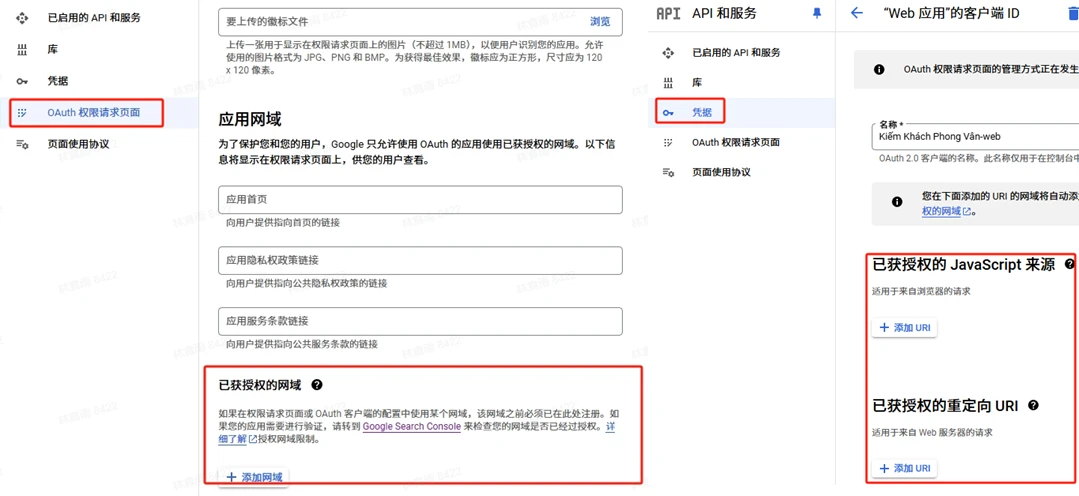 已启用的 API 和服务
库
凭据
OAuth 权限请求页面
页面使用协议
要上传的徽标文件
浏览
上传一张用于显示在权限请求页面上的图片（不超过 1MB），以便用户识别您的应用。允许
使用的图片格式为 JPG、PNG 和 BMP。为获得最佳效果，徽标应为正方形，尺寸应为 120
x 120 像素。
应用网域
为了保护您和您的用户，Google 只允许使用 OAuth 的应用使用已获授权的网域。以下信
息将显示在权限请求页面上，供您的用户查看。
应用首页
向用户提供指向首页的链接
应用隐私权政策链接
向用户提供指向公共隐私权政策的链接
应用服务条款链接
向用户提供指向公共服务条款的链接
已获授权的网域
如果在权限请求页面或 OAuth 客户端的配置中使用某个网域，该网域之前必须已在此处注册。如
果您的应用需要进行验证，请转到 Google Search Console 来检查您的网域是否已经过授权。详
细了解授权网域限制。
+ 添加网域
API API 和服务
已启用的 API 和服务
库
凭据
OAuth 权限请求页面
页面使用协议
“Web 应用”的客户端 ID
OAuth 权限请求页面的管理方式正在发生
名称 *
Kiếm Khách Phong Vân-web
OAuth 2.0 客户端的名称。此名称仅用于在控制台中
您在下面添加的 URI 的网域将自动添
权的网域。
已获授权的 JavaScript 来源
适用于来自浏览器的请求
+ 添加 URI
已获授权的重定向 URI
适用于来自 Web 服务器的请求
+ 添加 URI